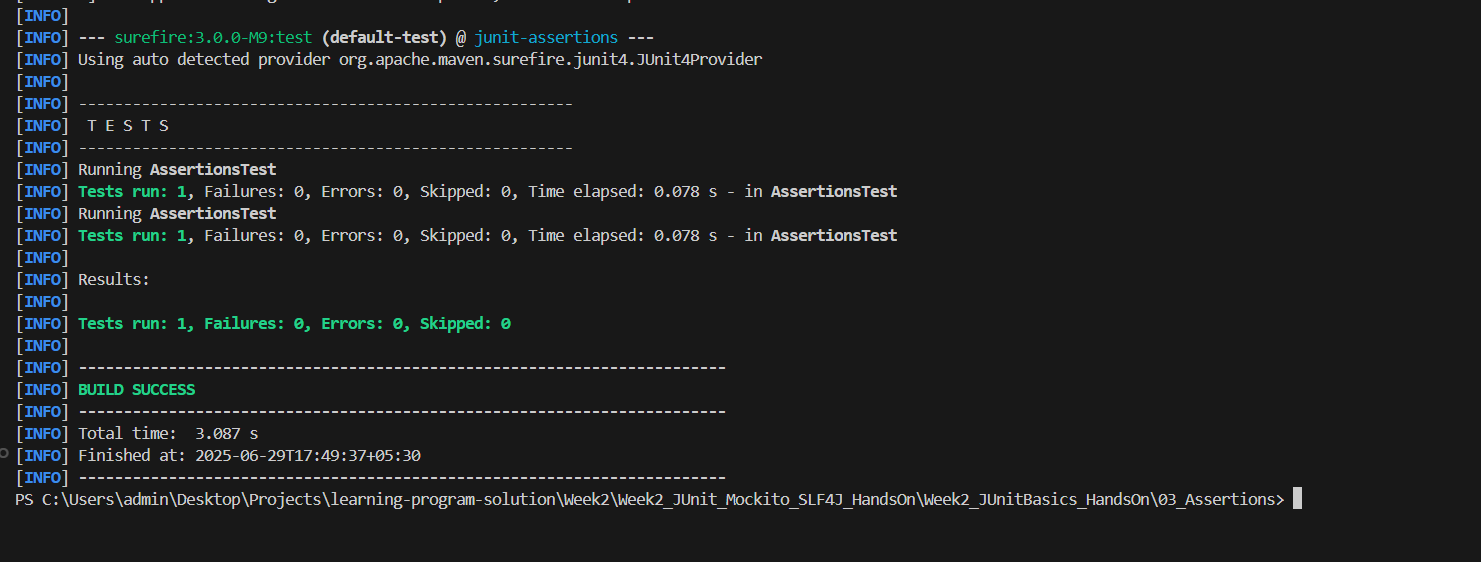 [INFO]
[INFO] --- surefire:3.0.0-M9:test (default-test) @ junit-assertions ---
[INFO] Using auto detected provider org.apache.maven.surefire.junit4.JUnit4Provider
[INFO]
[INFO] -------------------------------------------------------
[INFO]  T E S T S
[INFO] -------------------------------------------------------
[INFO] Running AssertionsTest
[INFO] Tests run: 1, Failures: 0, Errors: 0, Skipped: 0, Time elapsed: 0.078 s - in AssertionsTest
[INFO] Running AssertionsTest
[INFO] Tests run: 1, Failures: 0, Errors: 0, Skipped: 0, Time elapsed: 0.078 s - in AssertionsTest
[INFO]
[INFO] Results:
[INFO]
[INFO] Tests run: 1, Failures: 0, Errors: 0, Skipped: 0
[INFO]
[INFO] ------------------------------------------------------------------------
[INFO] BUILD SUCCESS
[INFO] ------------------------------------------------------------------------
[INFO] Total time:  3.087 s
[INFO] Finished at: 2025-06-29T17:49:37+05:30
[INFO] ------------------------------------------------------------------------
PS C:\Users\admin\Desktop\Projects\learning-program-solution\Week2\Week2_JUnit_Mockito_SLF4J_HandsOn\Week2_JUnitBasics_HandsOn\03_Assertions>